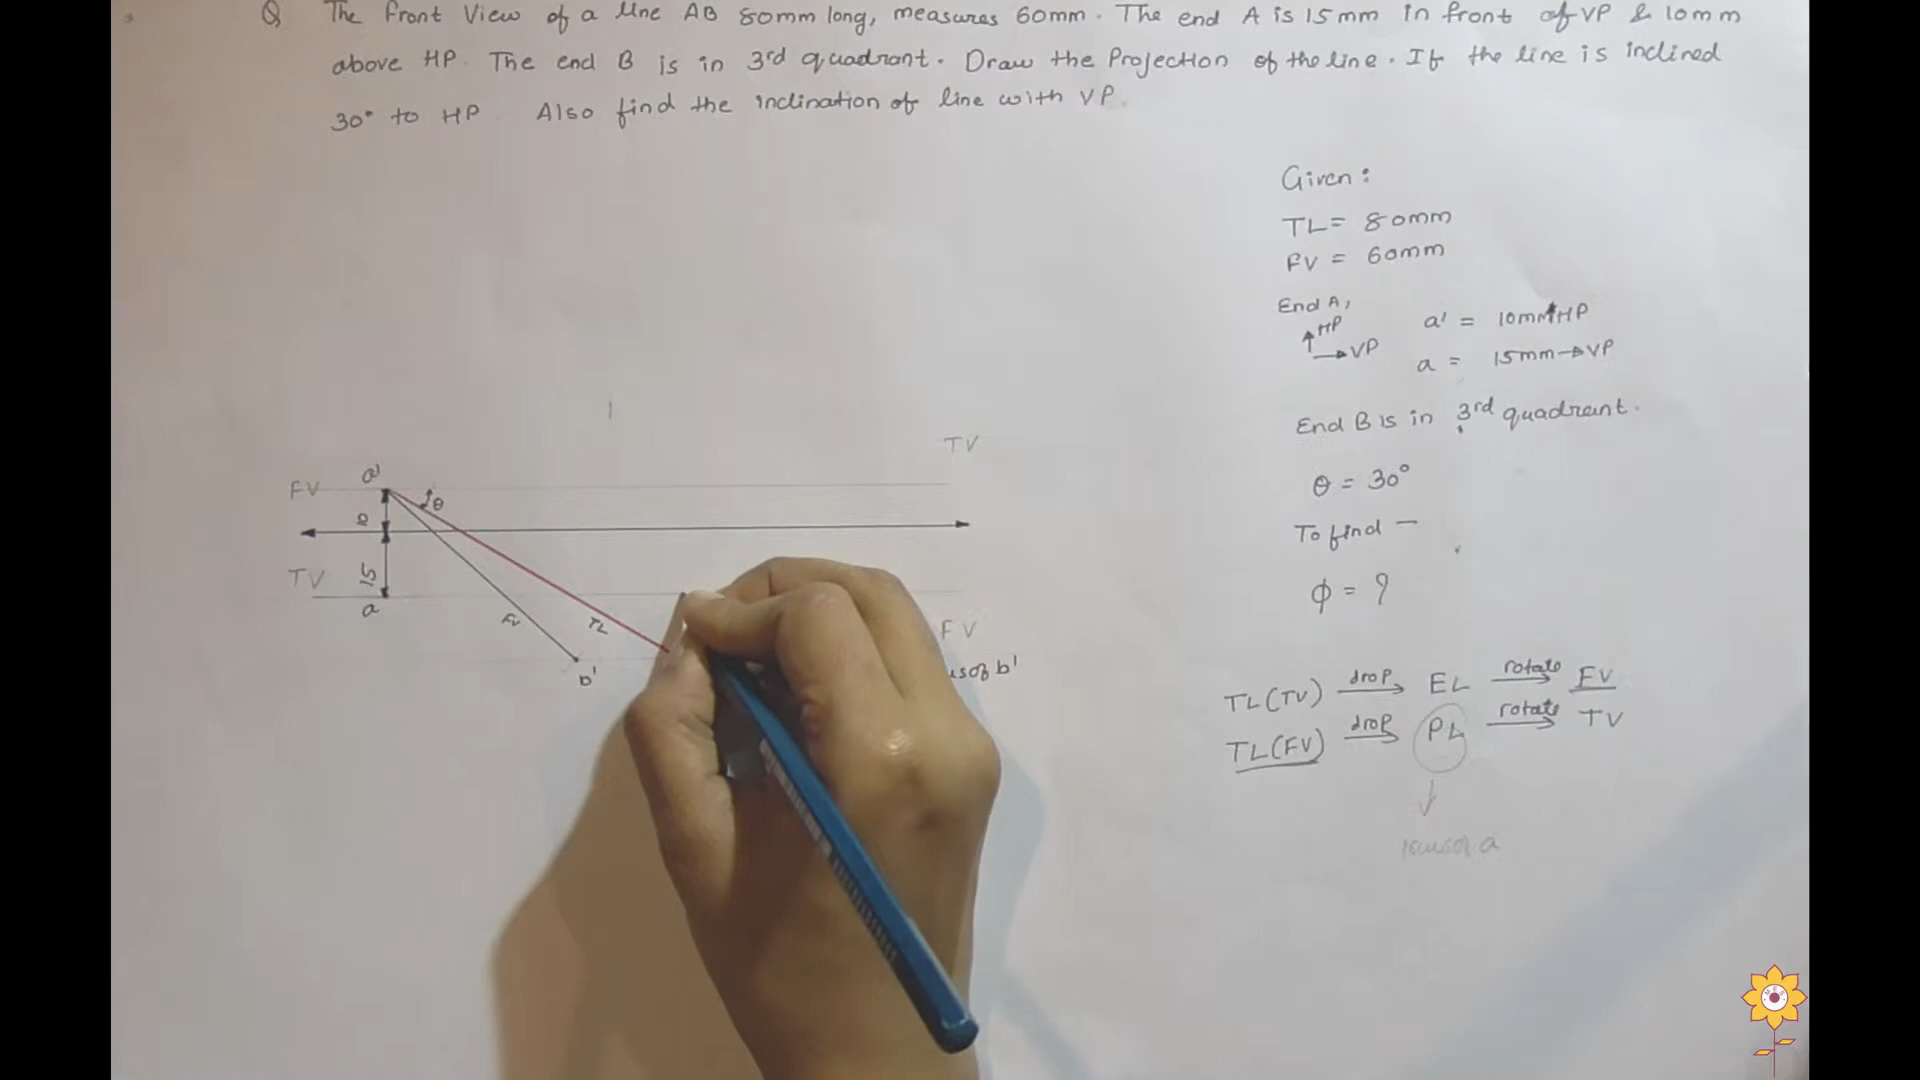 Q The Front View of a line AB 80mm long, measures 60mm. The end A is 15mm in front of VP & 10mm
above HP. The end B is in 3rd quadrant. Draw the Projection of the line. If the line is inclined
30° to HP Also find the inclination of line with VP.
Given:
TL= 80mm
FV = 60mm
End A,
↑HP a' = 10mm↑HP
→VP a = 15mm→VP
End B is in 3rd quadrant.
θ = 30°
To find -
ϕ = ?
TL(TV) drop→ EL rotate→ FV
TL(FV) drop→ PL rotate→ TV
↓
locus of a
TV
FV a' θ
TV 15 a
FV TL
FV
b'
us of b'